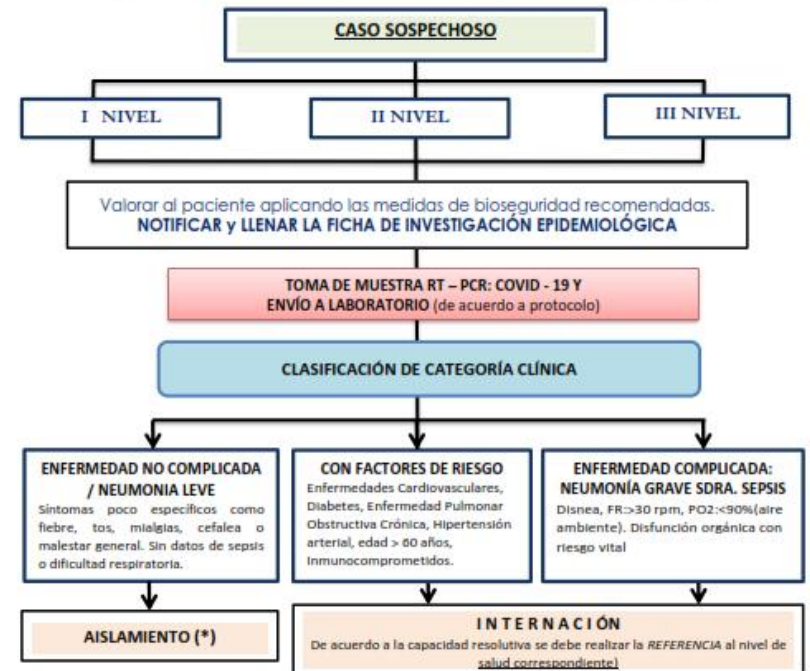 CASO SOSPECHOSO
I NIVEL
II NIVEL
III NIVEL
Valorar al paciente aplicando las medidas de bioseguridad recomendadas.
NOTIFICAR y LLENAR LA FICHA DE INVESTIGACIÓN EPIDEMIOLÓGICA
TOMA DE MUESTRA RT – PCR: COVID - 19 Y
ENVÍO A LABORATORIO (de acuerdo a protocolo)
CLASIFICACIÓN DE CATEGORÍA CLÍNICA
ENFERMEDAD NO COMPLICADA
/ NEUMONIA LEVE
Síntomas poco específicos como
fiebre, tos, mialgias, cefalea o
malestar general. Sin datos de sepsis
o dificultad respiratoria.
CON FACTORES DE RIESGO
Enfermedades Cardiovasculares,
Diabetes, Enfermedad Pulmonar
Obstructiva Crónica, Hipertensión
arterial, edad > 60 años,
Inmunocomprometidos.
ENFERMEDAD COMPLICADA:
NEUMONÍA GRAVE SDRA. SEPSIS
Disnea, FR:>30 rpm, PO2:<90%(aire
ambiente). Disfunción orgánica con
riesgo vital
AISLAMIENTO (*)
INTERNACIÓN
De acuerdo a la capacidad resolutiva se debe realizar la REFERENCIA al nivel de
salud correspondiente)